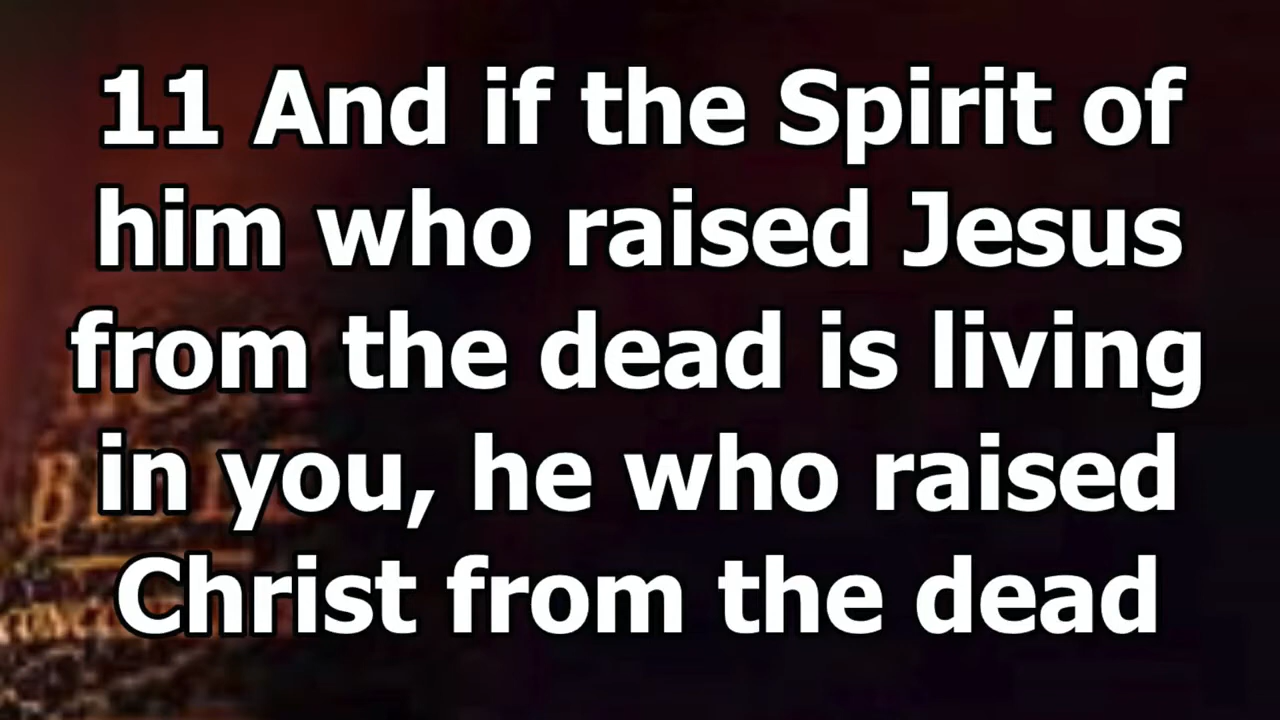 11 And if the Spirit of
him who raised Jesus
from the dead is living
in you, he who raised
Christ from the dead